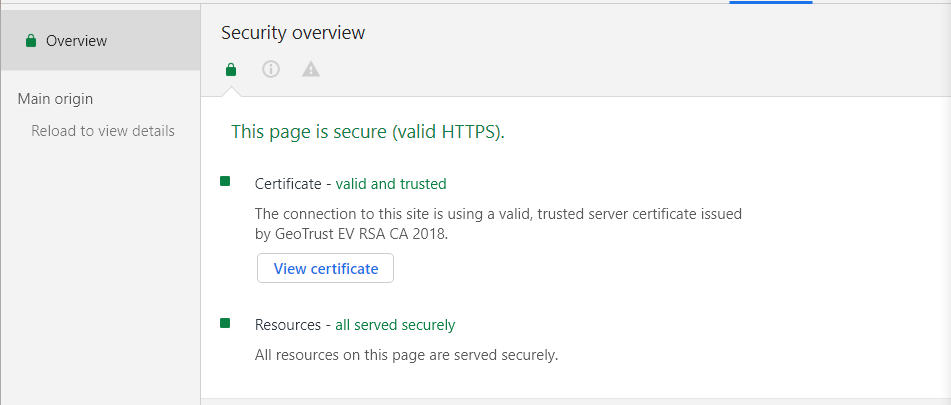 Overview
Main origin
Reload to view details
Security overview
This page is secure (valid HTTPS).
Certificate - valid and trusted
The connection to this site is using a valid, trusted server certificate issued
by GeoTrust EV RSA CA 2018.
View certificate
Resources - all served securely
All resources on this page are served securely.